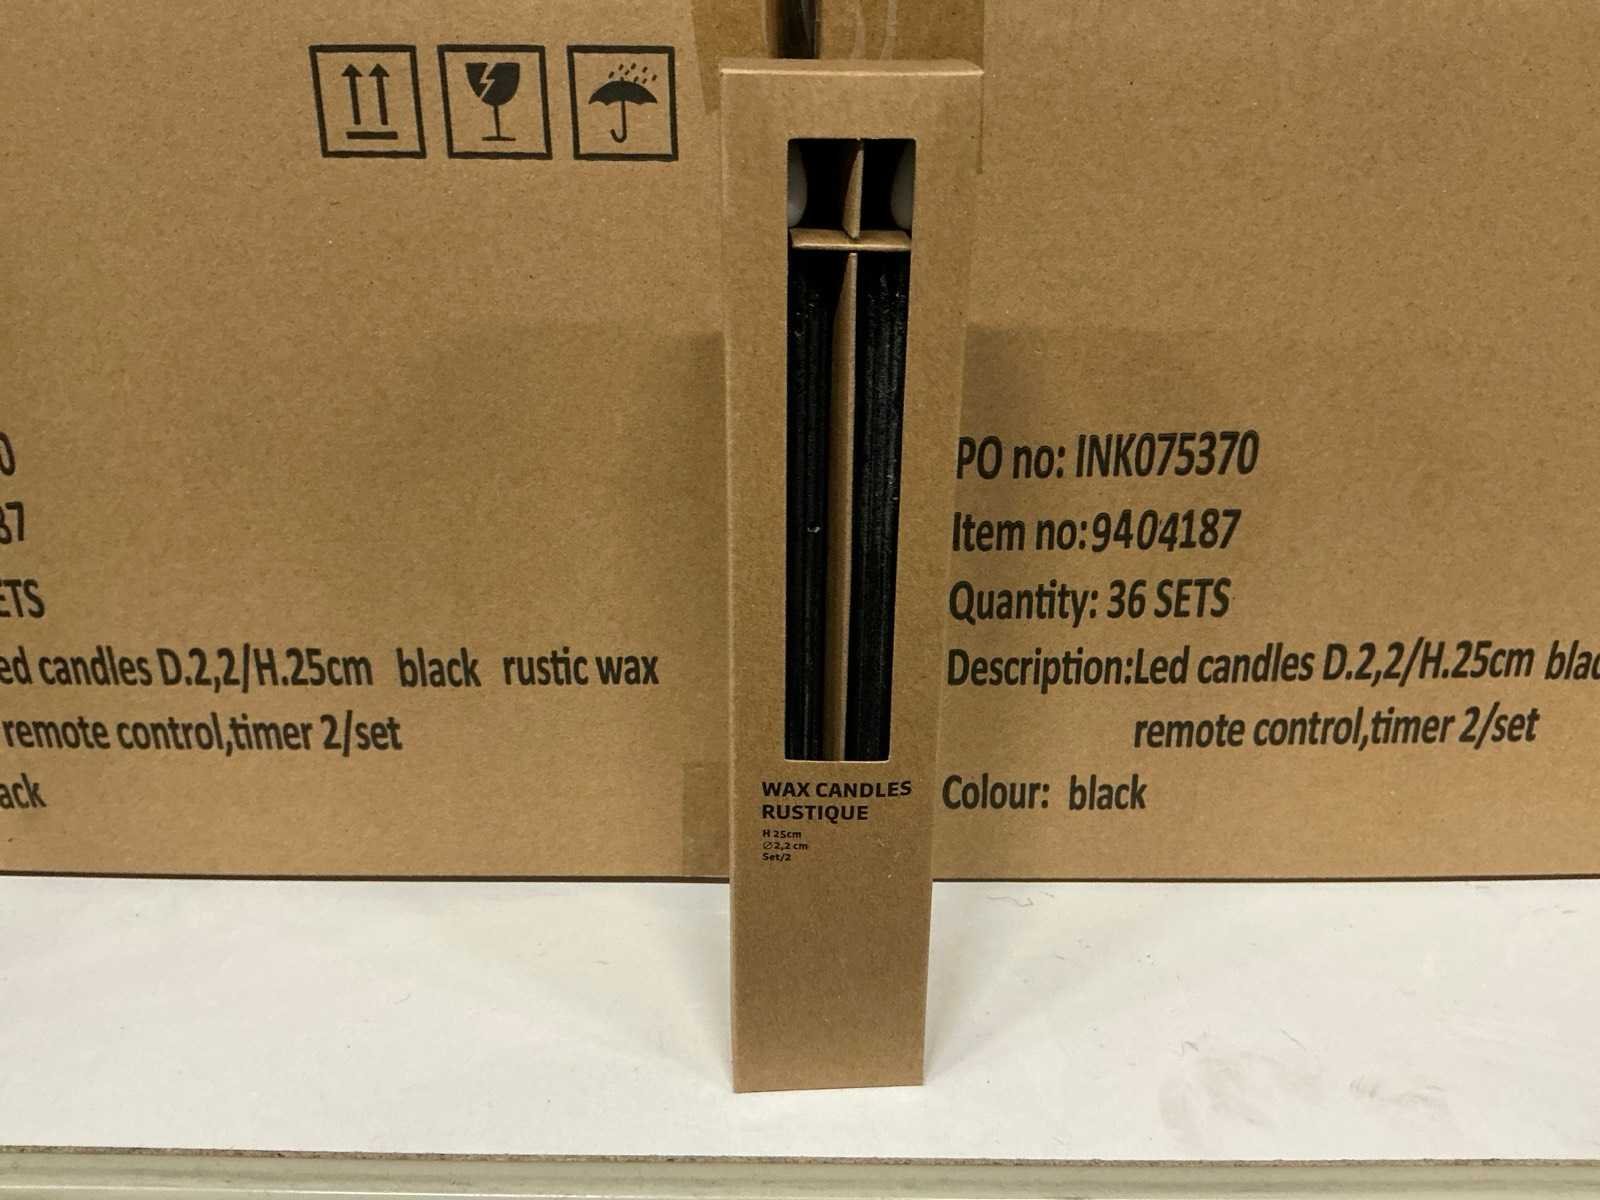 0
87
ETS
ed candles D.2,2/H.25cm black rustic wax
remote control,timer 2/set
ack
WAX CANDLES
RUSTIQUE
H 25cm
Ø2,2 cm
Set/2
PO no: INK075370
Item no:9404187
Quantity: 36 SETS
Description:Led candles D.2,2/H.25cm blac
remote control,timer 2/set
Colour: black